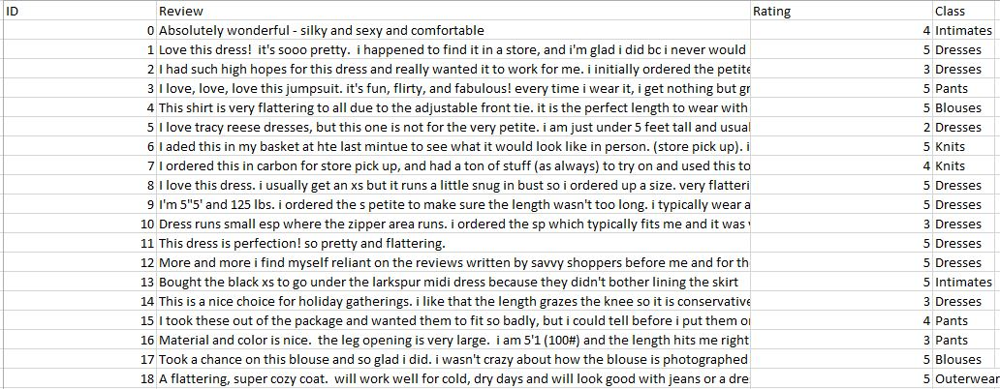 ID Review Rating Class
0 Absolutely wonderful - silky and sexy and comfortable 4 Intimates
1 Love this dress!  it's sooo pretty.  i happened to find it in a store, and i'm glad i did bc i never would 5 Dresses
2 I had such high hopes for this dress and really wanted it to work for me. i initially ordered the petite 3 Dresses
3 I love, love, love this jumpsuit. it's fun, flirty, and fabulous! every time i wear it, i get nothing but gr 5 Pants
4 This shirt is very flattering to all due to the adjustable front tie. it is the perfect length to wear with 5 Blouses
5 I love tracy reese dresses, but this one is not for the very petite. i am just under 5 feet tall and usual 2 Dresses
6 I aded this in my basket at hte last mintue to see what it would look like in person. (store pick up). i 5 Knits
7 I ordered this in carbon for store pick up, and had a ton of stuff (as always) to try on and used this to 4 Knits
8 I love this dress. i usually get an xs but it runs a little snug in bust so i ordered up a size. very flatteri 5 Dresses
9 I'm 5"5' and 125 lbs. i ordered the s petite to make sure the length wasn't too long. i typically wear a 5 Dresses
10 Dress runs small esp where the zipper area runs. i ordered the sp which typically fits me and it was 3 Dresses
11 This dress is perfection! so pretty and flattering. 5 Dresses
12 More and more i find myself reliant on the reviews written by savvy shoppers before me and for th 5 Dresses
13 Bought the black xs to go under the larkspur midi dress because they didn't bother lining the skirt 5 Intimates
14 This is a nice choice for holiday gatherings. i like that the length grazes the knee so it is conservative 3 Dresses
15 I took these out of the package and wanted them to fit so badly, but i could tell before i put them on 4 Pants
16 Material and color is nice.  the leg opening is very large.  i am 5'1 (100#) and the length hits me right 3 Pants
17 Took a chance on this blouse and so glad i did. i wasn't crazy about how the blouse is photographed 5 Blouses
18 A flattering, super cozy coat.  will work well for cold, dry days and will look good with jeans or a dre 5 Outerwear